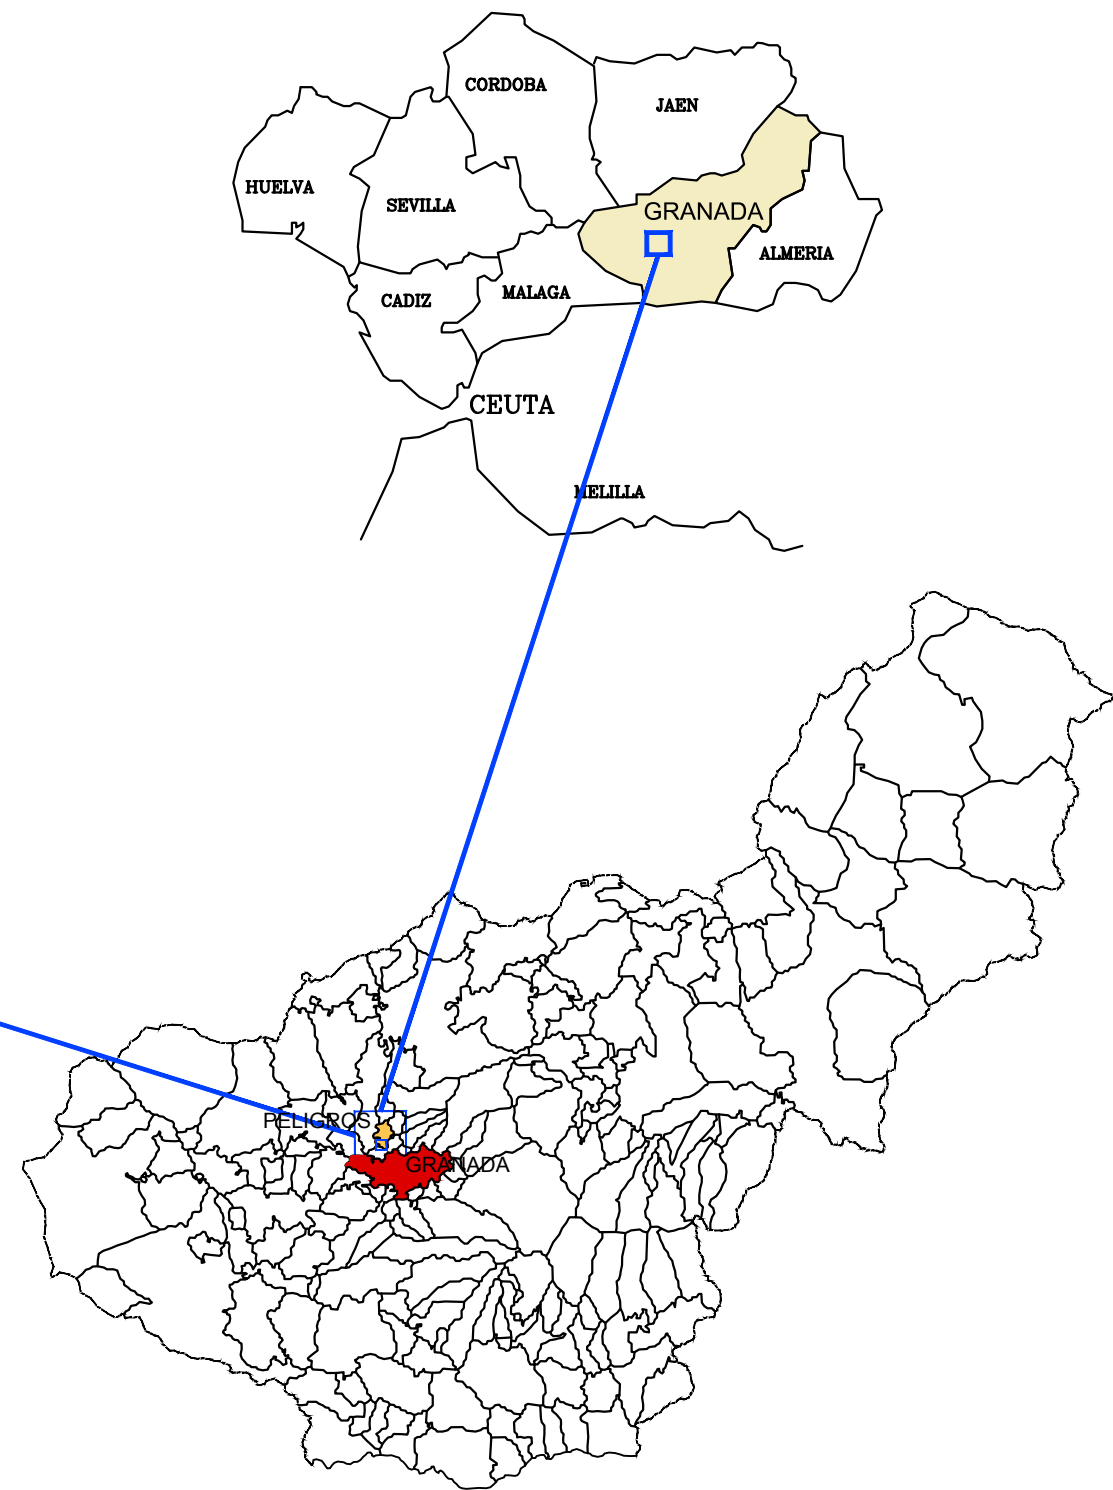 CORDOBA
JAEN
HUELVA
SEVILLA
GRANADA
ALMERIA
CADIZ
MALAGA
CEUTA
MELILLA
PELIGROS
GRANADA